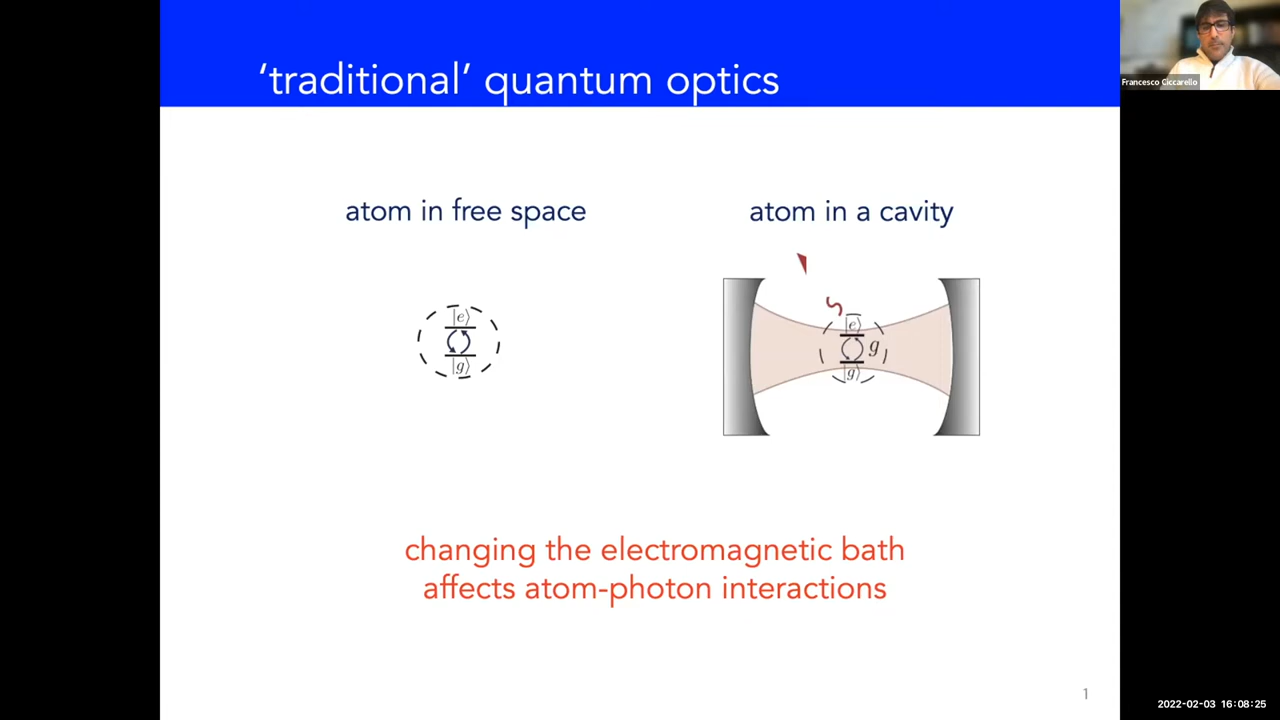 ‘traditional’ quantum optics
Francesco Ciccarello
atom in free space
atom in a cavity
|e⟩
|g⟩
|e⟩
g
|g⟩
changing the electromagnetic bath
affects atom-photon interactions
1
2022-02-03 16:08:25